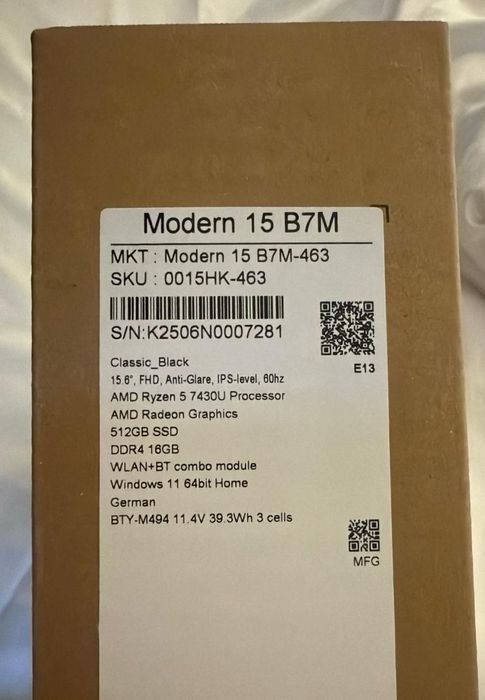 Modern 15 B7M
MKT : Modern 15 B7M-463
SKU : 0015HK-463
S/N:K2506N0007281
E13
Classic_Black
15.6", FHD, Anti-Glare, IPS-level, 60hz
AMD Ryzen 5 7430U Processor
AMD Radeon Graphics
512GB SSD
DDR4 16GB
WLAN+BT combo module
Windows 11 64bit Home
German
BTY-M494 11.4V 39.3Wh 3 cells
MFG